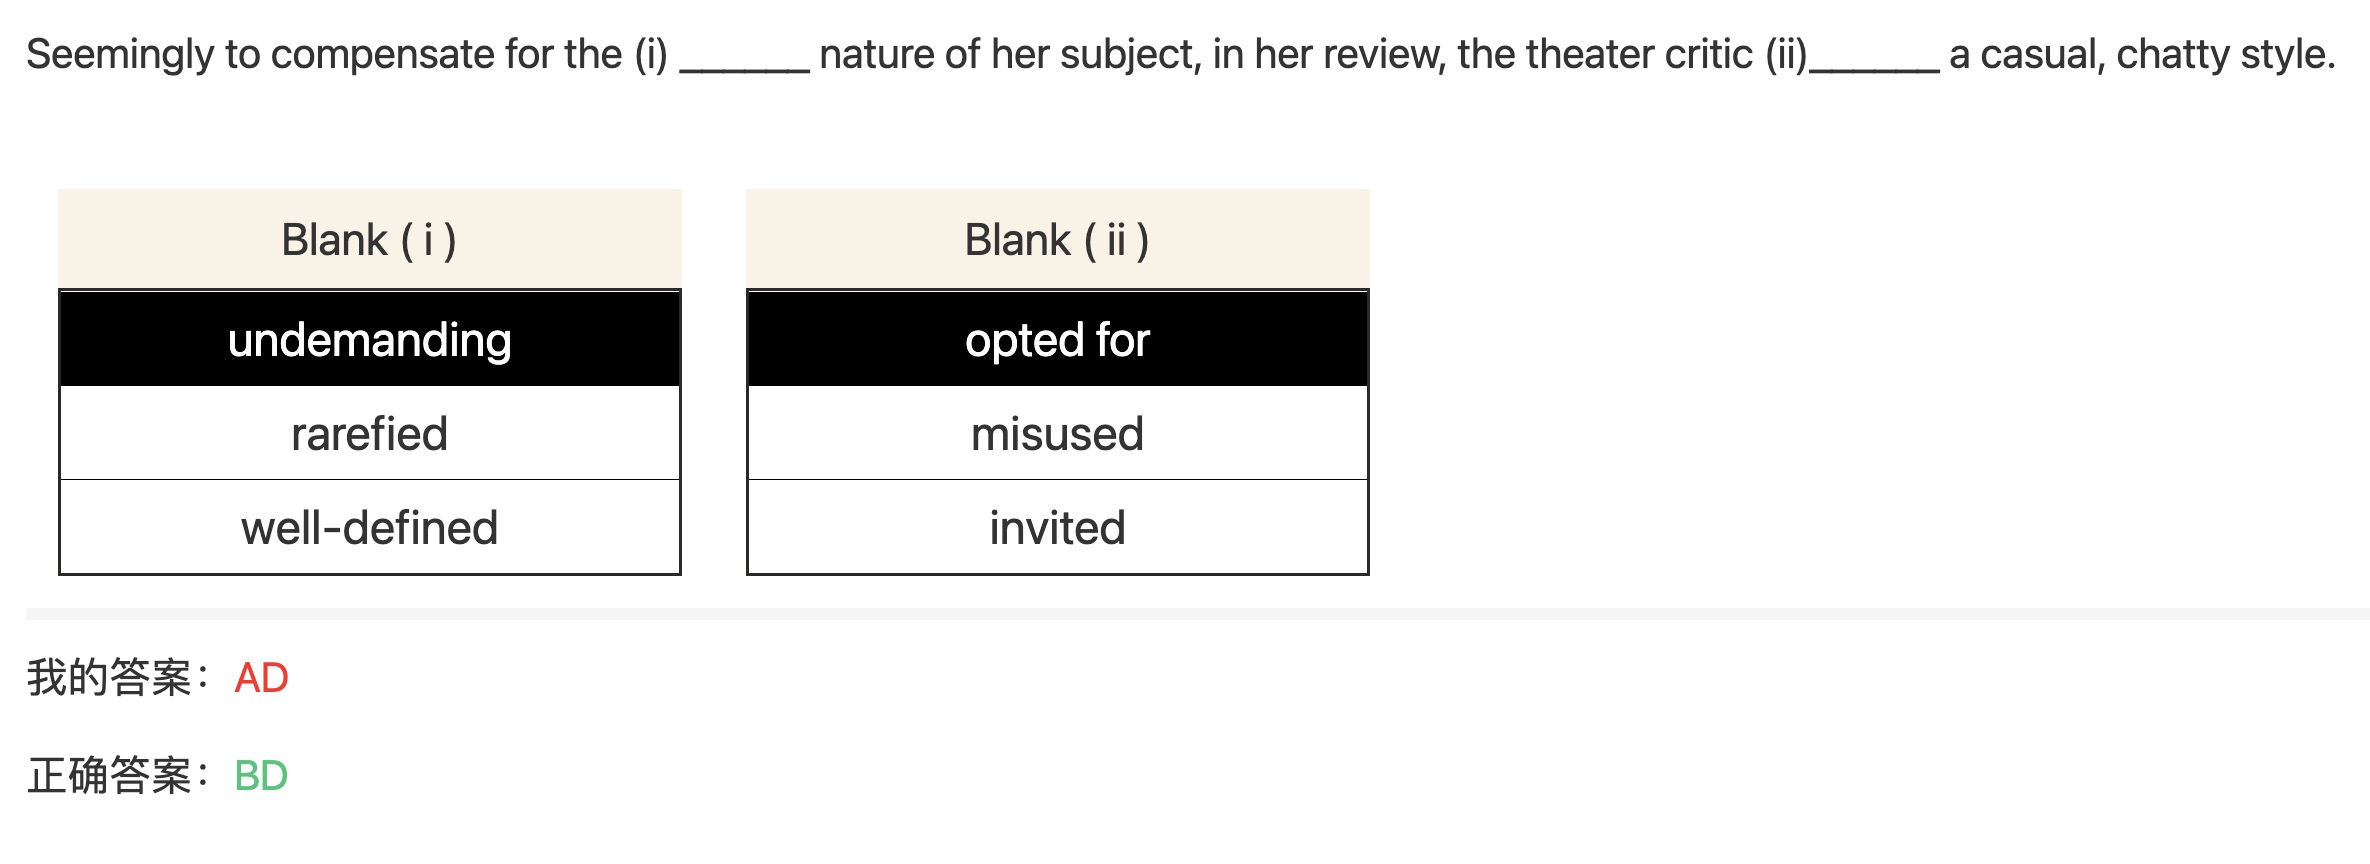 Seemingly to compensate for the (i) ______ nature of her subject, in her review, the theater critic (ii)______ a casual, chatty style.
Blank ( i )
Blank ( ii )
undemanding
opted for
rarefied
misused
well-defined
invited
我的答案：AD
正确答案：BD